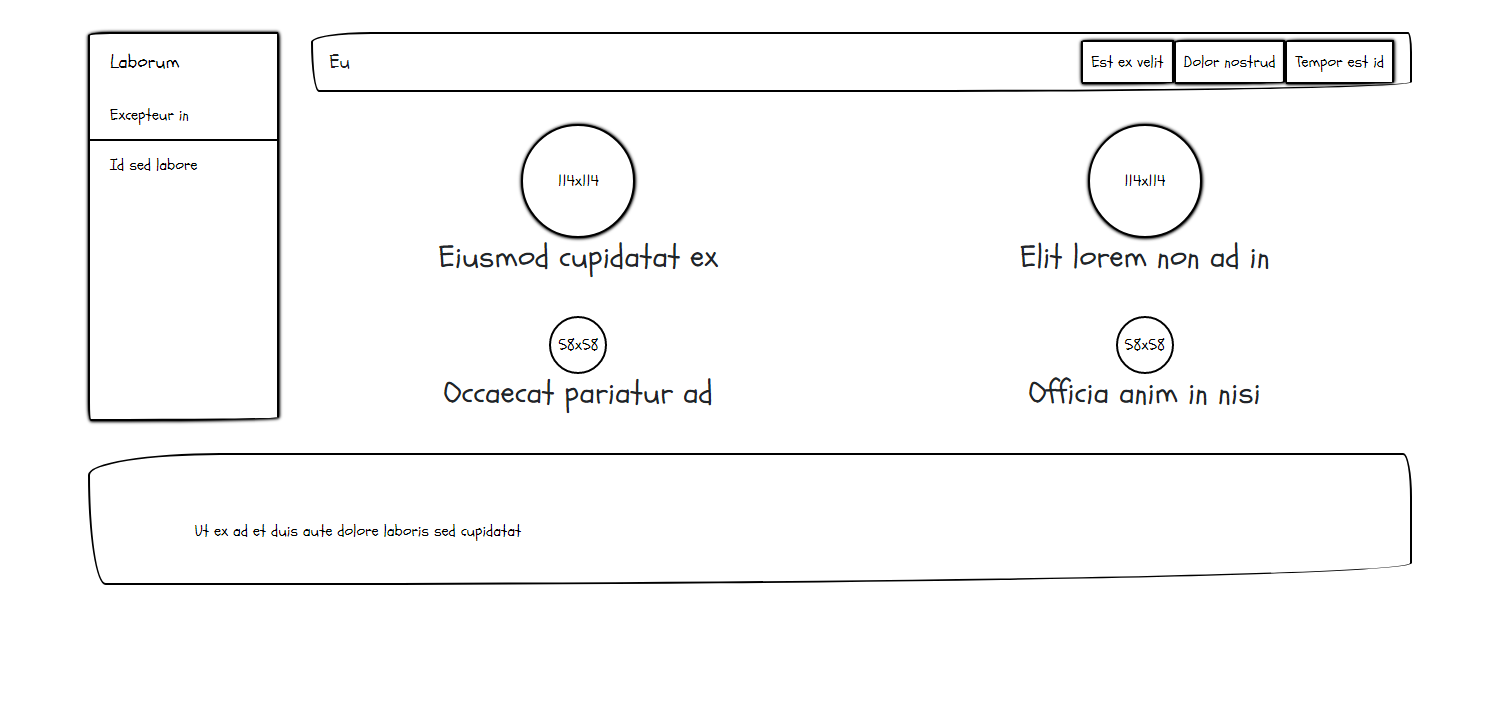 Laborum
Excepteur in
Id sed labore
Eu
Est ex velit
Dolor nostrud
Tempor est id
114x114
Eiusmod cupidatat ex
114x114
Elit lorem non ad in
58x58
Occaecat pariatur ad
58x58
Officia anim in nisi
Ut ex ad et duis aute dolore laboris sed cupidatat